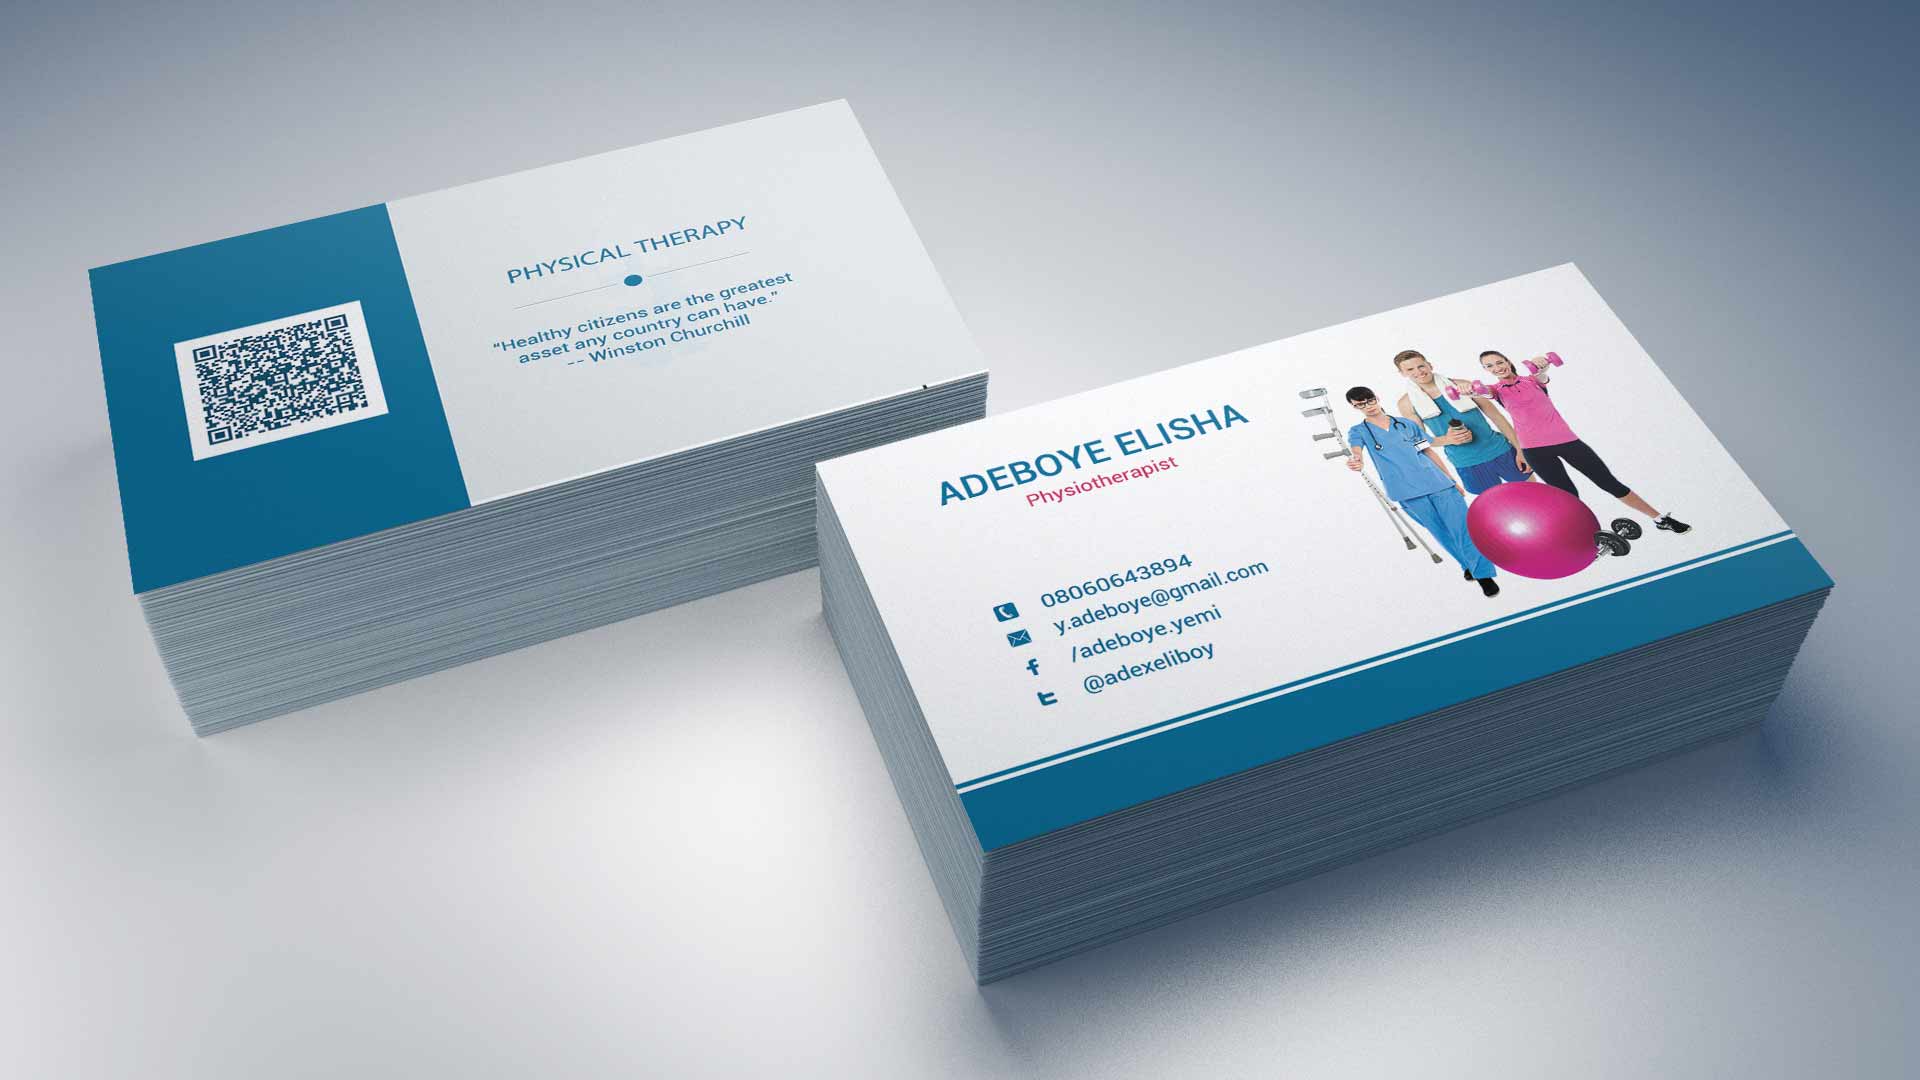 PHYSICAL THERAPY
“Healthy citizens are the greatest
asset any country can have.”
-- Winston Churchill
ADEBOYE ELISHA
Physiotherapist
08060643894
y.adeboye@gmail.com
/adeboye.yemi
@adexeliboy